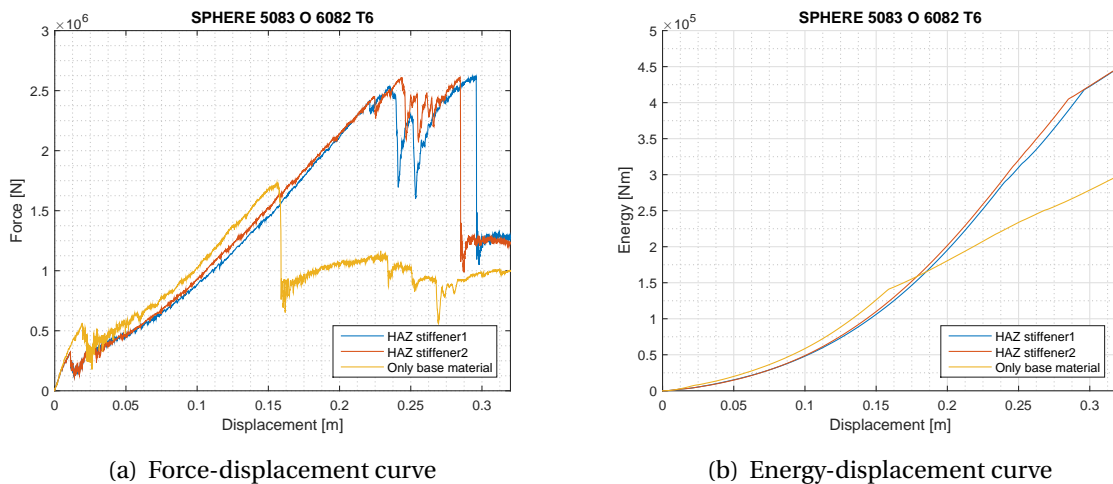 SPHERE 5083 O 6082 T6
×10^6
3
2.5
2
1.5
1
0.5
0
Force [N]
0 0.05 0.1 0.15 0.2 0.25 0.3
Displacement [m]
HAZ stiffener1
HAZ stiffener2
Only base material
(a) Force-displacement curve
SPHERE 5083 O 6082 T6
×10^5
5
4.5
4
3.5
3
2.5
2
1.5
1
0.5
0
Energy [Nm]
0 0.05 0.1 0.15 0.2 0.25 0.3
Displacement [m]
HAZ stiffener1
HAZ stiffener2
Only base material
(b) Energy-displacement curve